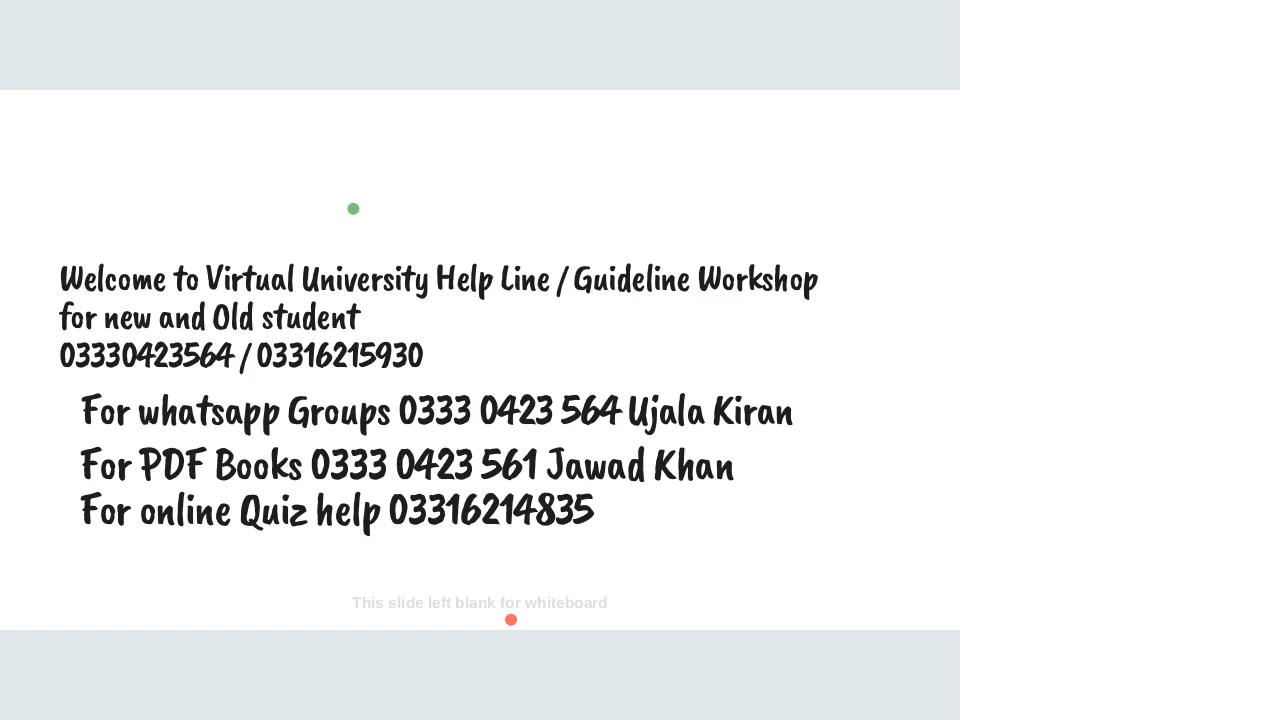 Welcome to Virtual University Help Line / Guideline Workshop
for new and Old student
03330423564 / 03316215930
For whatsapp Groups 0333 0423 564 Ujala Kiran
For PDF Books 0333 0423 561 Jawad Khan
For online Quiz help 03316214835
This slide left blank for whiteboard